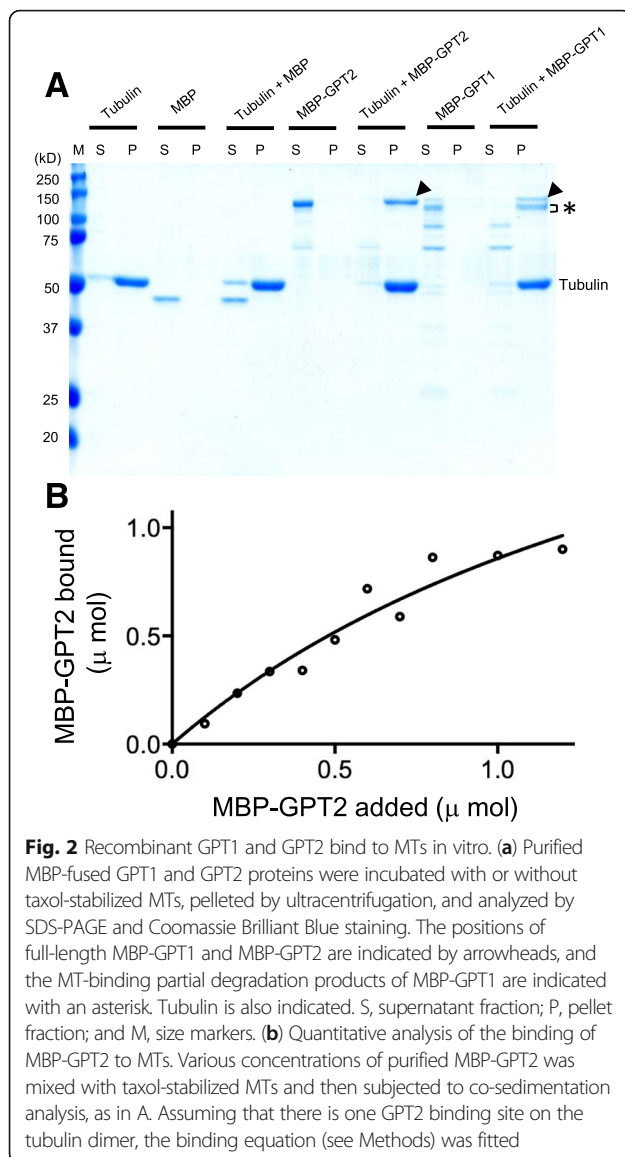 A
Tubulin
MBP
Tubulin + MBP
MBP-GPT2
Tubulin + MBP-GPT2
MBP-GPT1
Tubulin + MBP-GPT1
(kD) M S P S P S P S P S P S P S P
250
150
100
75
50
37
25
20
*
Tubulin
B
MBP-GPT2 bound
(μ mol)
1.0
0.5
0.0
0.0 0.5 1.0
MBP-GPT2 added (μ mol)
Fig. 2 Recombinant GPT1 and GPT2 bind to MTs in vitro. (a) Purified
MBP-fused GPT1 and GPT2 proteins were incubated with or without
taxol-stabilized MTs, pelleted by ultracentrifugation, and analyzed by
SDS-PAGE and Coomassie Brilliant Blue staining. The positions of
full-length MBP-GPT1 and MBP-GPT2 are indicated by arrowheads, and
the MT-binding partial degradation products of MBP-GPT1 are indicated
with an asterisk. Tubulin is also indicated. S, supernatant fraction; P, pellet
fraction; and M, size markers. (b) Quantitative analysis of the binding of
MBP-GPT2 to MTs. Various concentrations of purified MBP-GPT2 was
mixed with taxol-stabilized MTs and then subjected to co-sedimentation
analysis, as in A. Assuming that there is one GPT2 binding site on the
tubulin dimer, the binding equation (see Methods) was fitted